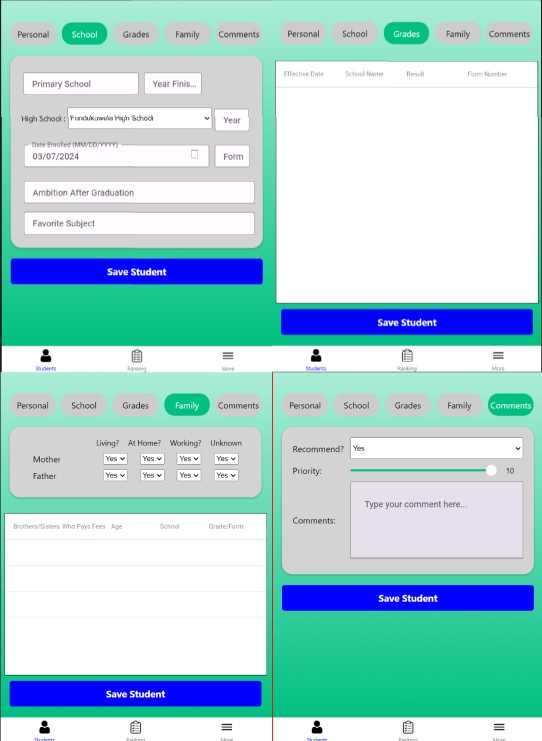 Personal School Grades Family Comments
Primary School Year Finis...
High School : Fundukuwela High School Year
Date Enrolled (MM/DD/YYYY)
03/07/2024 Form
Ambition After Graduation
Favorite Subject
Save Student
Students Ranking More
Personal School Grades Family Comments
Effective Date School Name Result Form Number
Save Student
Students Ranking More
Personal School Grades Family Comments
Living? At Home? Working? Unknown
Mother Yes Yes Yes Yes
Father Yes Yes Yes Yes
Brothers/Sisters Who Pays Fees Age School Grade/Form
Save Student
Students Ranking More
Personal School Grades Family Comments
Recommend? Yes
Priority: 10
Comments: Type your comment here...
Save Student
Students Ranking More